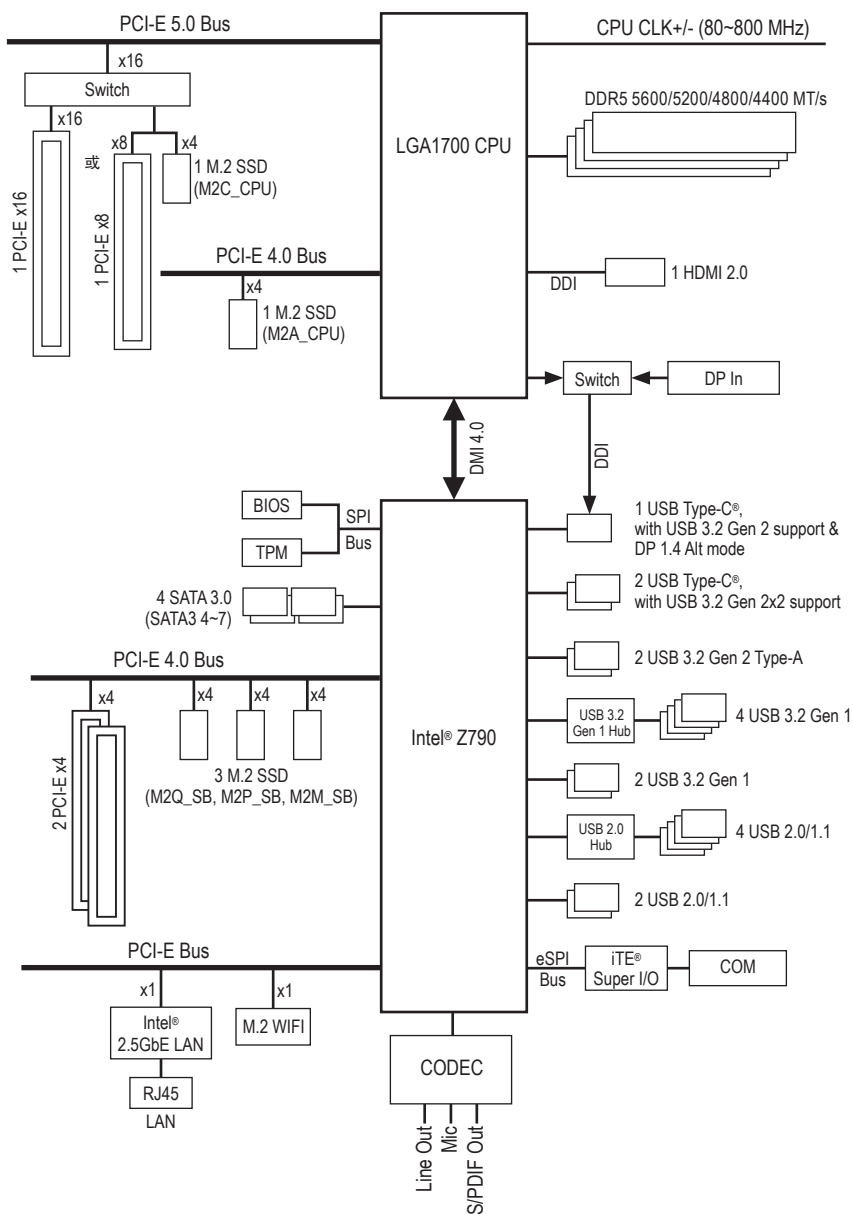 PCI-E 5.0 Bus
CPU CLK+/- (80~800 MHz)
x16
Switch
DDR5 5600/5200/4800/4400 MT/s
x16
x8
x4
或
1 M.2 SSD
(M2C_CPU)
LGA1700 CPU
1 PCI-E x16
1 PCI-E x8
PCI-E 4.0 Bus
x4
1 M.2 SSD
(M2A_CPU)
DDI
1 HDMI 2.0
Switch
DP In
DMI 4.0
DDI
BIOS
TPM
SPI
Bus
1 USB Type-C®,
with USB 3.2 Gen 2 support &
DP 1.4 Alt mode
4 SATA 3.0
(SATA3 4~7)
2 USB Type-C®,
with USB 3.2 Gen 2x2 support
PCI-E 4.0 Bus
2 USB 3.2 Gen 2 Type-A
x4
x4
x4
x4
2 PCI-E x4
3 M.2 SSD
(M2Q_SB, M2P_SB, M2M_SB)
Intel® Z790
USB 3.2
Gen 1 Hub
4 USB 3.2 Gen 1
2 USB 3.2 Gen 1
USB 2.0
Hub
4 USB 2.0/1.1
2 USB 2.0/1.1
PCI-E Bus
eSPI
Bus
iTE®
Super I/O
COM
x1
x1
Intel®
2.5GbE LAN
M.2 WIFI
RJ45
LAN
CODEC
Line Out
Mic
S/PDIF Out